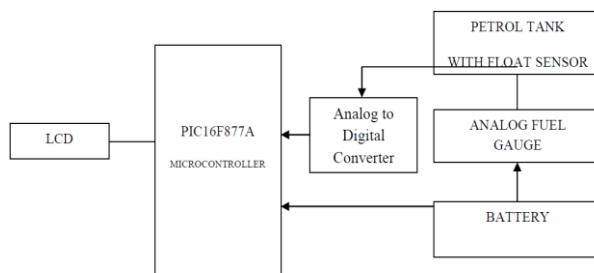 PETROL TANK
WITH FLOAT SENSOR
LCD
PIC16F877A
MICROCONTROLLER
Analog to
Digital
Converter
ANALOG FUEL
GAUGE
BATTERY